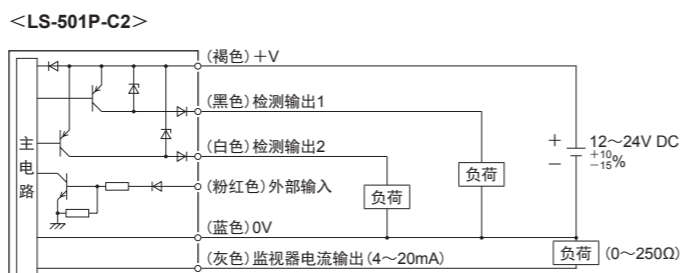 ＜LS-501P-C2＞
(褐色)＋V
(黑色)检测输出1
主电路
(白色)检测输出2
＋
－
12～24V DC
+10
−15%
负荷
负荷
(粉红色)外部输入
(蓝色)0V
(灰色)监视器电流输出(4～20mA)
负荷
(0～250Ω)